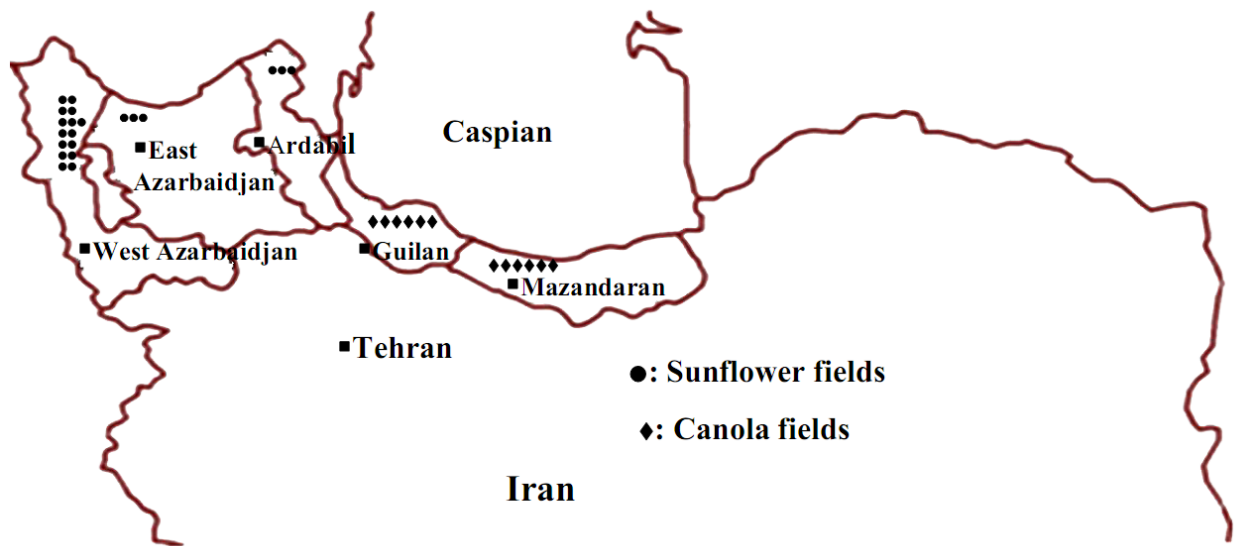 Caspian
East
Azarbaidjan
Ardabil
West Azarbaidjan
Guilan
Mazandaran
Tehran
: Sunflower fields
: Canola fields
Iran